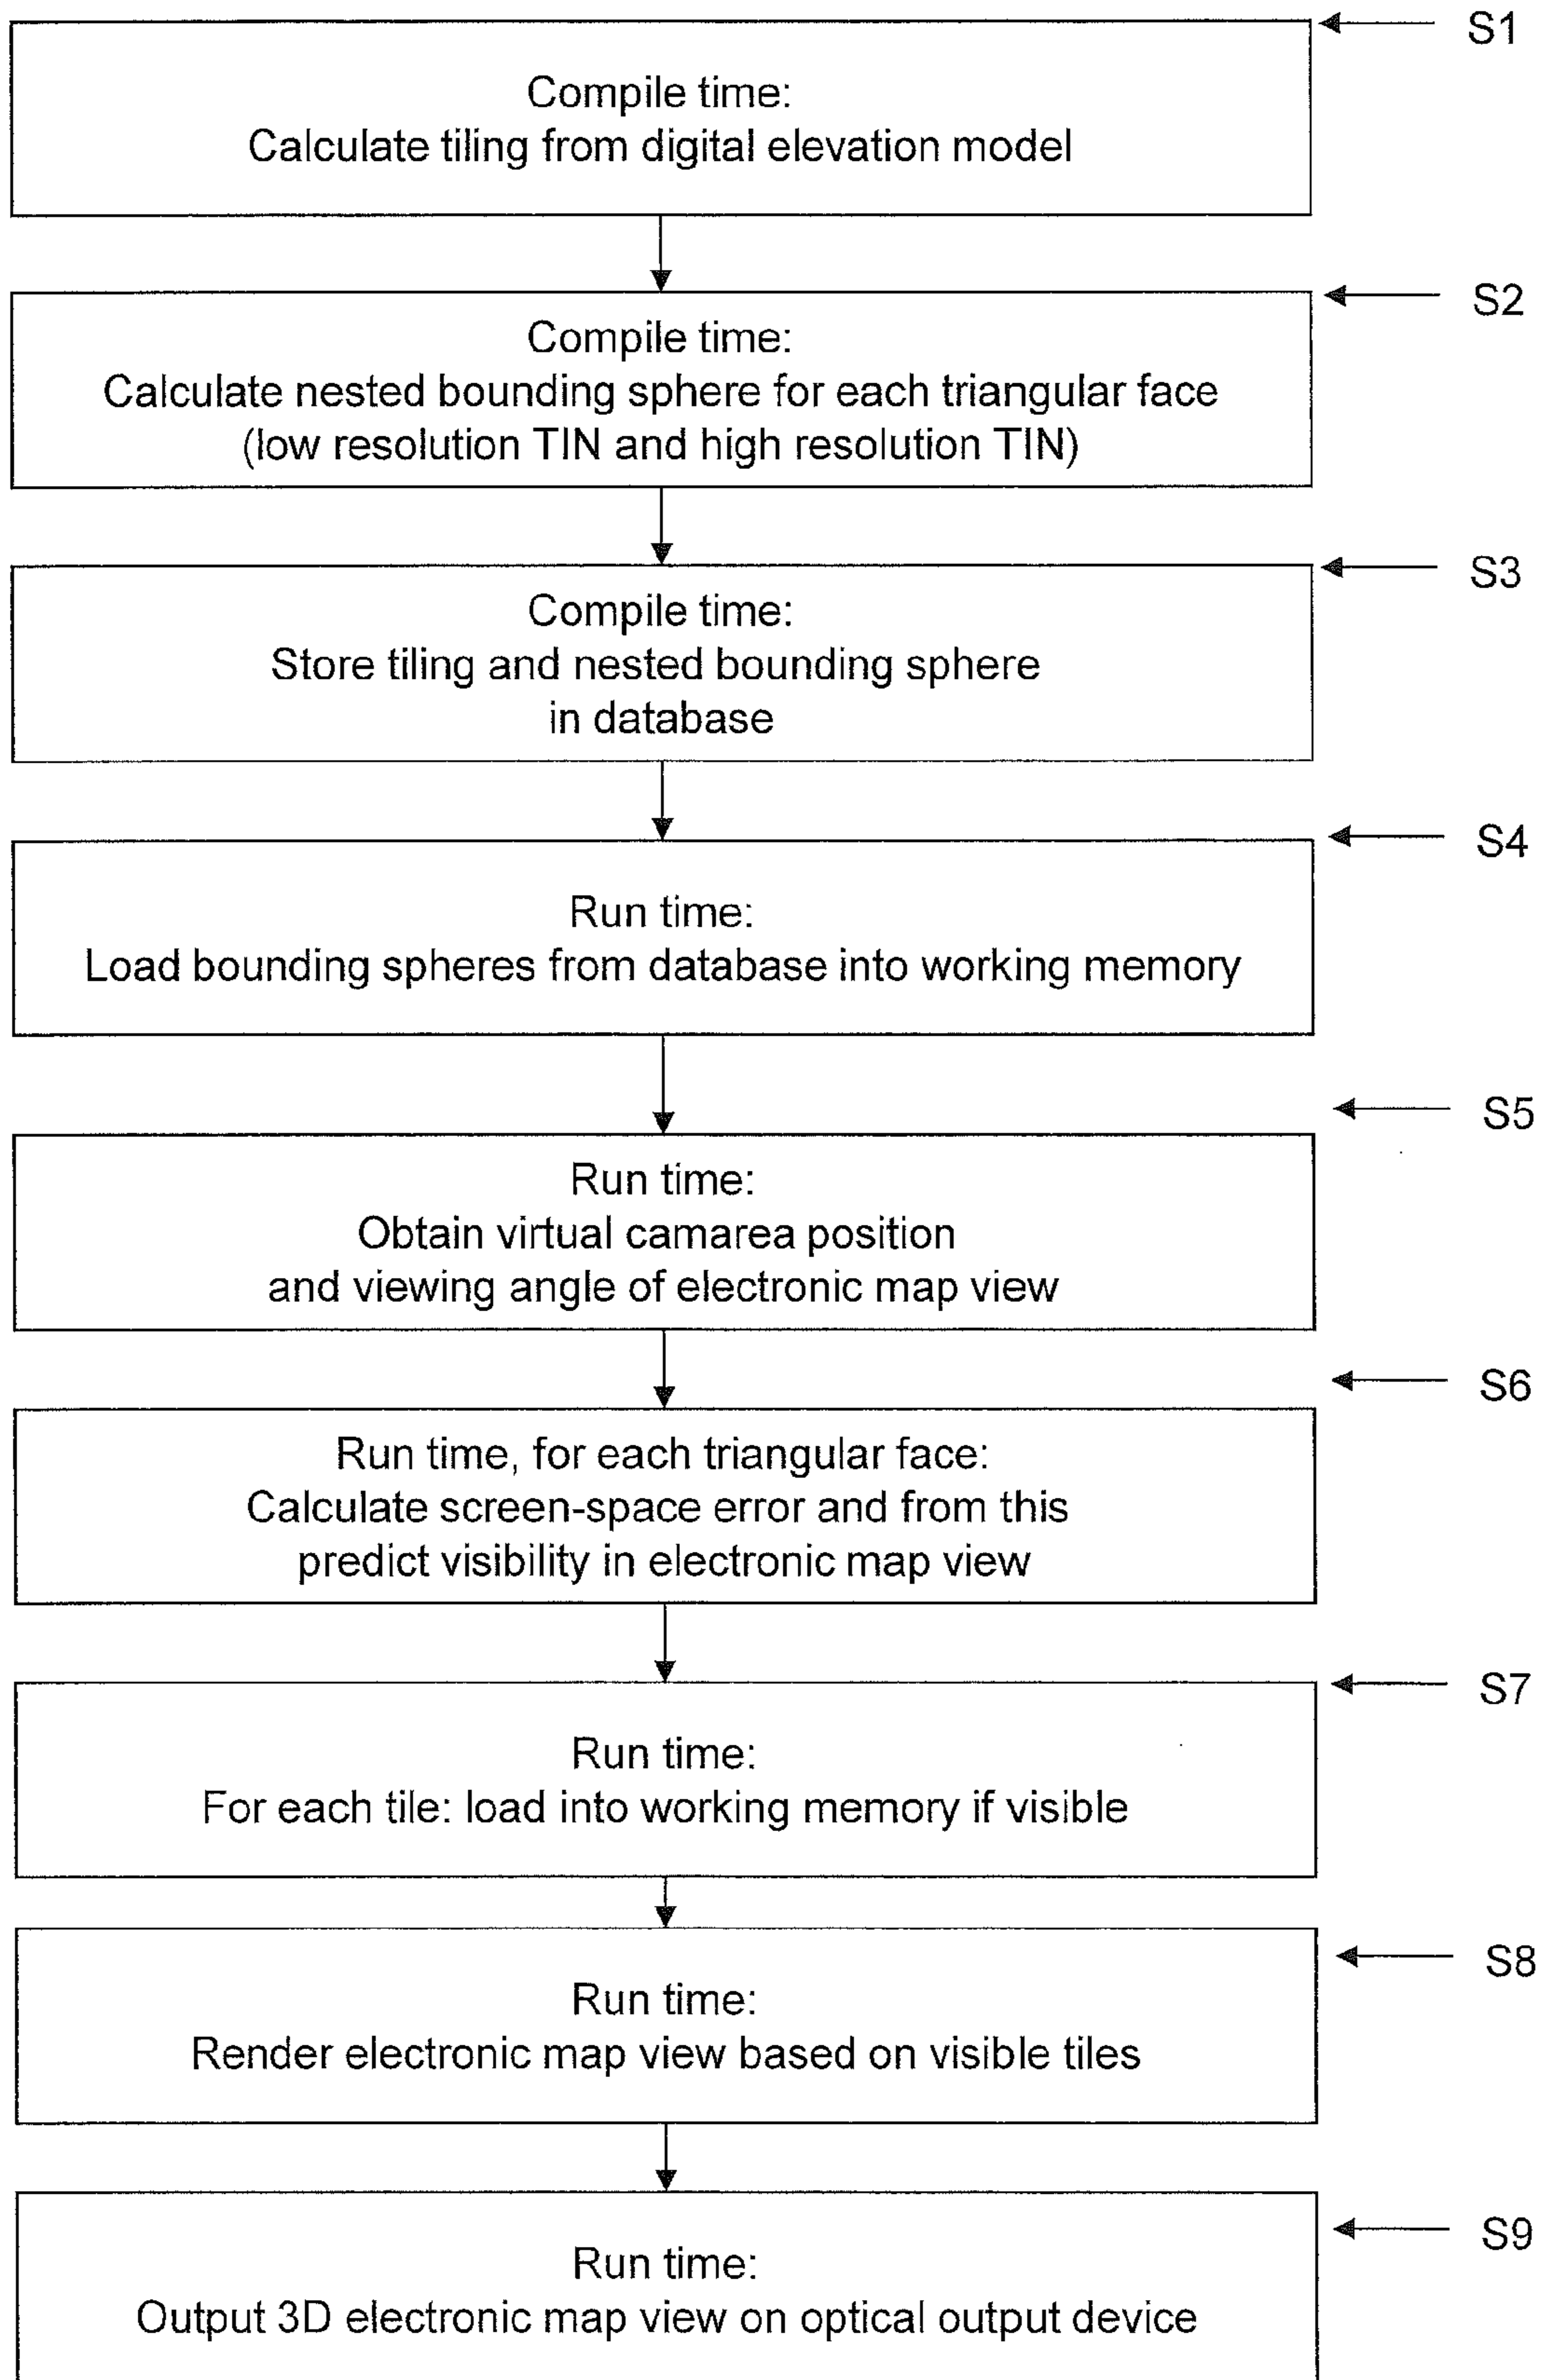 S1
Compile time:
Calculate tiling from digital elevation model
S2
Compile time:
Calculate nested bounding sphere for each triangular face
(low resolution TIN and high resolution TIN)
S3
Compile time:
Store tiling and nested bounding sphere
in database
S4
Run time:
Load bounding spheres from database into working memory
S5
Run time:
Obtain virtual camarea position
and viewing angle of electronic map view
S6
Run time, for each triangular face:
Calculate screen-space error and from this
predict visibility in electronic map view
S7
Run time:
For each tile: load into working memory if visible
S8
Run time:
Render electronic map view based on visible tiles
S9
Run time:
Output 3D electronic map view on optical output device